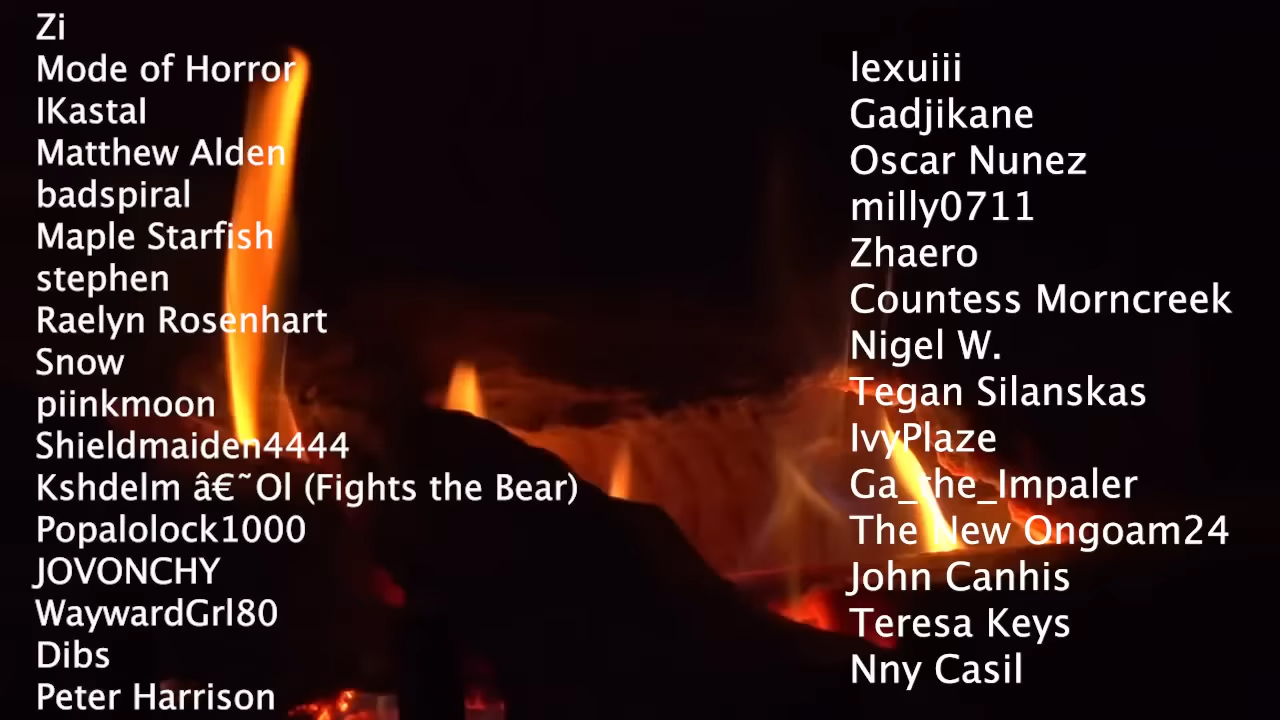 Zi
Mode of Horror
lKastal
Matthew Alden
badspiral
Maple Starfish
stephen
Raelyn Rosenhart
Snow
piinkmoon
Shieldmaiden4444
Kshdelm â€˜Ol (Fights the Bear)
Popalolock1000
JOVONCHY
WaywardGrl80
Dibs
Peter Harrison
lexuiii
Gadjikane
Oscar Nunez
milly0711
Zhaero
Countess Morncreek
Nigel W.
Tegan Silanskas
IvyPlaze
Ga_the_Impaler
The New Ongoam24
John Canhis
Teresa Keys
Nny Casil